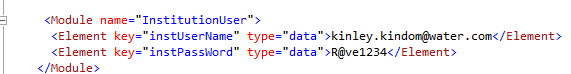 <Module name="InstitutionUser">
<Element key="instUserName" type="data">kinley.kindom@water.com</Element>
<Element key="instPassWord" type="data">R@ve1234</Element>
</Module>